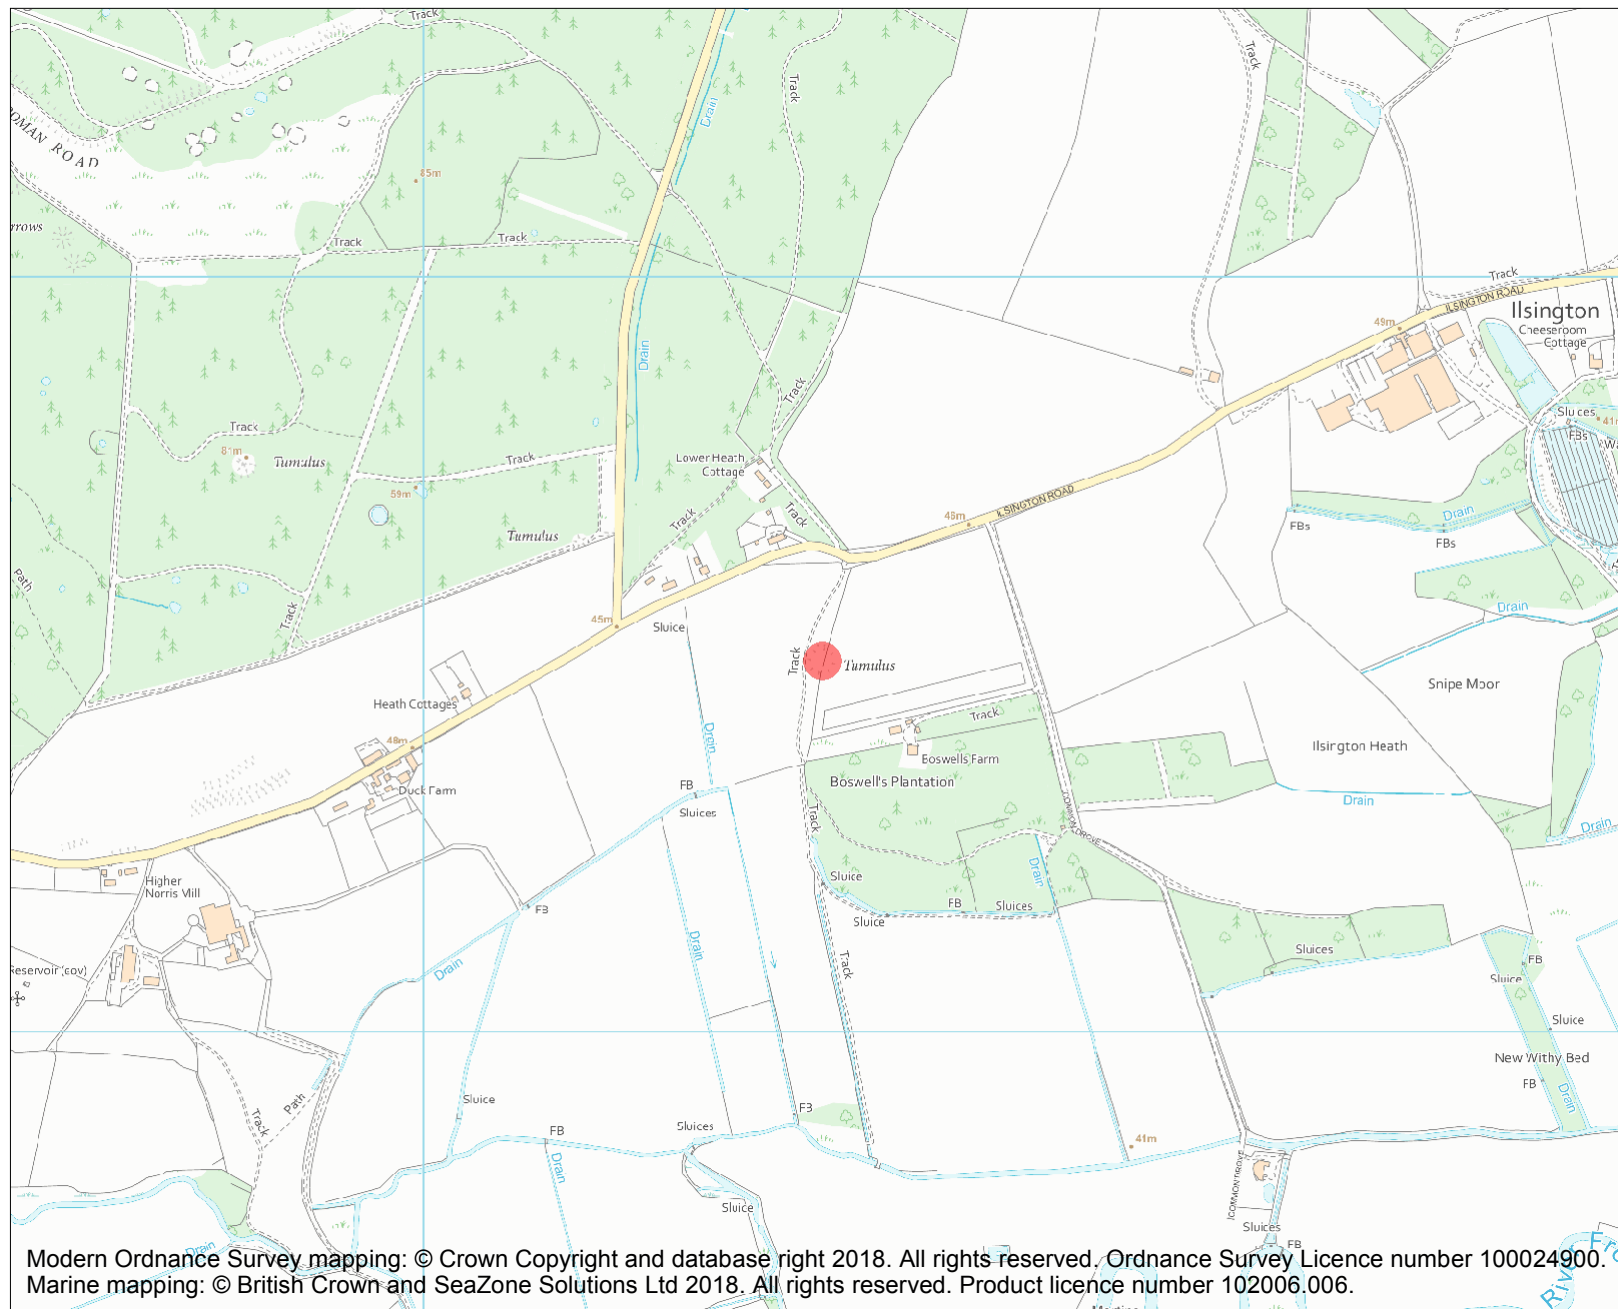 Track
Drain
Track
Track
ROAD
85m
rrows
Track
Track
Track
ILSINGTON ROAD
Ilsington
49m
Cheeseroom
Cottage
Drain
Track
Sluices
FBs
Track
81m
Tumulus
Track
59m
Lower Heath
Cottage
Track
Track
ILSINGTON ROAD
Tumulus
Drain
FBs
FBs
Path
Track
45m
Sluice
Drain
Track
Tumulus
Snipe Moor
Heath Cottages
Track
48m
Drain
Ilsington Heath
Boswells Farm
Boswell's Plantation
Duck Farm
FB
Sluices
Drain
Track
COMMON DROVE
Drain
Higher
Norris Mill
Sluice
Drain
FB
FB
Sluices
Sluice
Drain
Sluices
Reservoir (cov)
Drain
Track
FB
Sluice
Sluice
New Withy Bed
FB
Drain
Path
Track
Sluice
FB
FB
Sluices
41m
Drain
COMMON DROVE
Sluice
Sluices
FB
Drain
River Fro
Modern Ordnance Survey mapping: © Crown Copyright and database right 2018. All rights reserved. Ordnance Survey Licence number 100024900.
Marine mapping: © British Crown and SeaZone Solutions Ltd 2018. All rights reserved. Product licence number 102006.006.